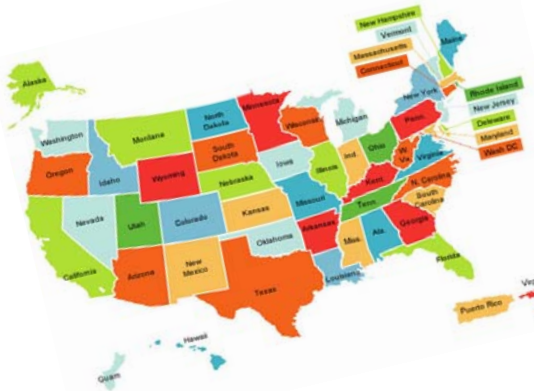 New Hampshire
Vermont
Massachusetts
Connecticut
Maine
Alaska
Rhode Island
New Jersey
Delaware
Maryland
Wash DC
New York
Washington
Montana
North
Dakota
Minnesota
Wisconsin
Michigan
Penn.
Oregon
Idaho
Wyoming
South
Dakota
Iowa
Illinois
Ind.
Ohio
W.
Va.
Virginia
Nebraska
Nevada
Utah
Colorado
Kansas
Missouri
Kent.
N. Carolina
Tenn.
South
Carolina
California
Arizona
New
Mexico
Oklahoma
Arkansas
Miss.
Ala.
Georgia
Texas
Louisiana
Florida
Puerto Rico
Hawaii
Guam